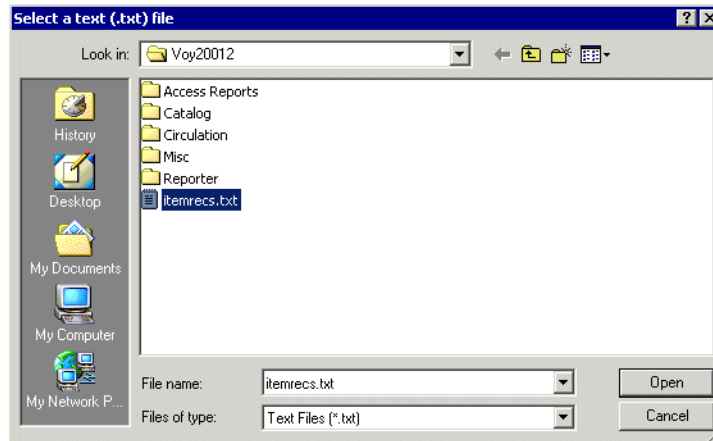 Select a text (.txt) file
Look in: Voy20012
History
Desktop
My Documents
My Computer
My Network P...
Access Reports
Catalog
Circulation
Misc
Reporter
itemrecs.txt
File name: itemrecs.txt Open
Files of type: Text Files (*.txt) Cancel